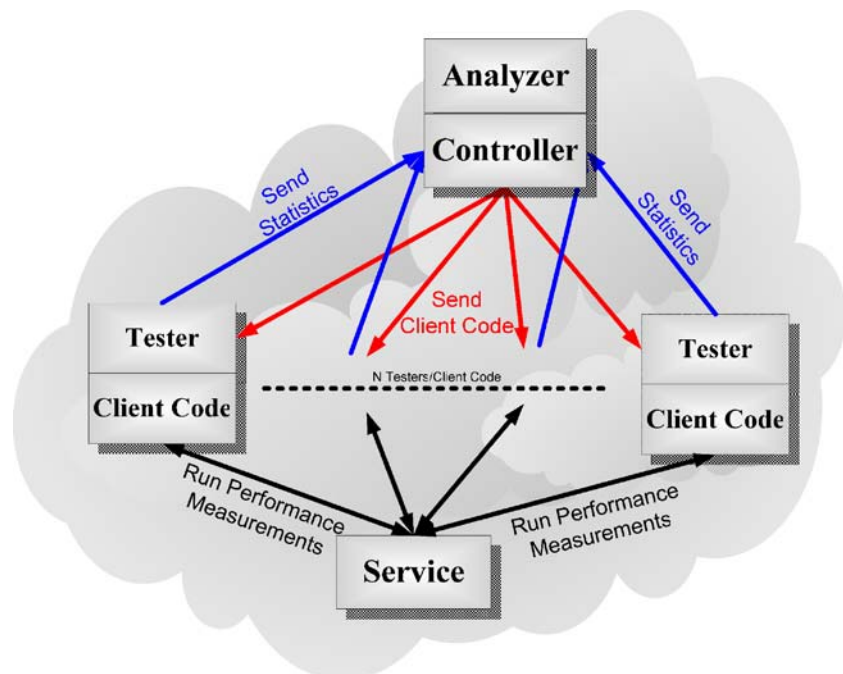 Analyzer
Controller
Send
Statistics
Send
Statistics
Send
Client Code
Tester
Client Code
N Testers/Client Code
Tester
Client Code
Run Performance
Measurements
Run Performance
Measurements
Service